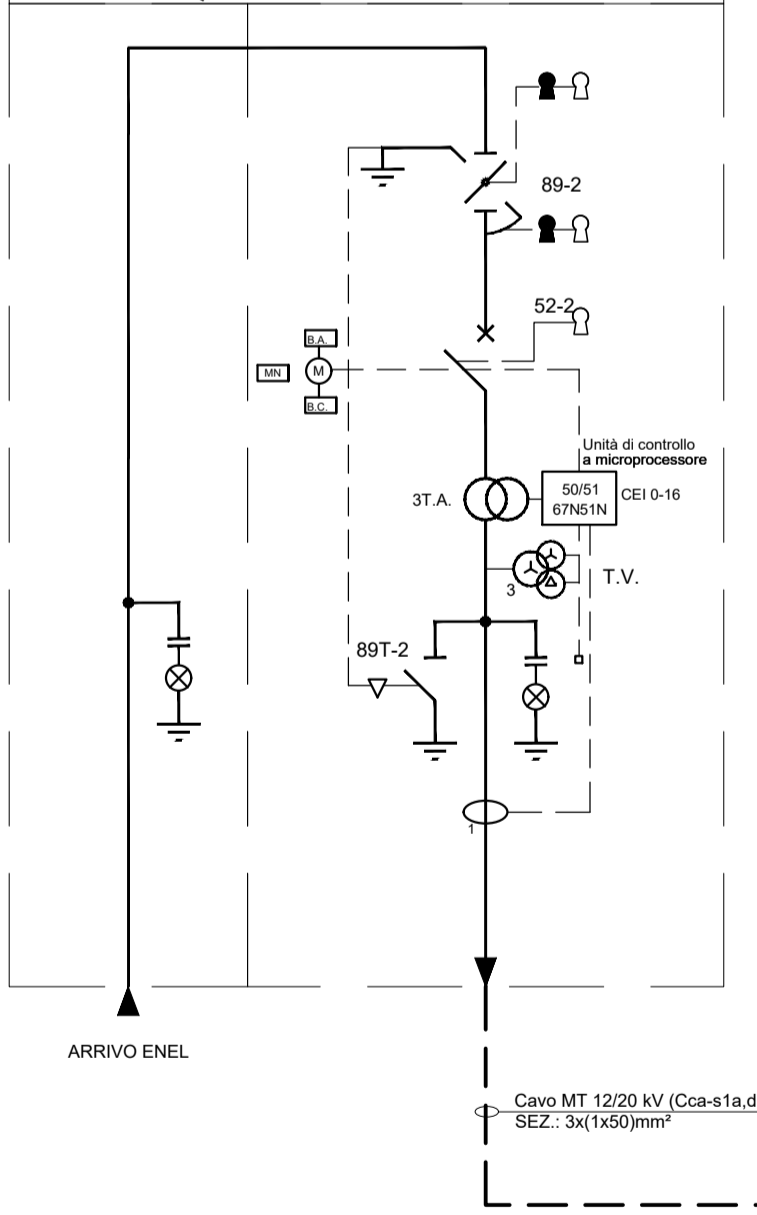 89-2
52-2
B.A.
MN
M
B.C.
Unità di controllo
a microprocessore
3T.A.
50/51
67N51N
CEI 0-16
3
T.V.
89T-2
1
ARRIVO ENEL
Cavo MT 12/20 kV (Cca-s1a,d
SEZ.: 3x(1x50)mm²